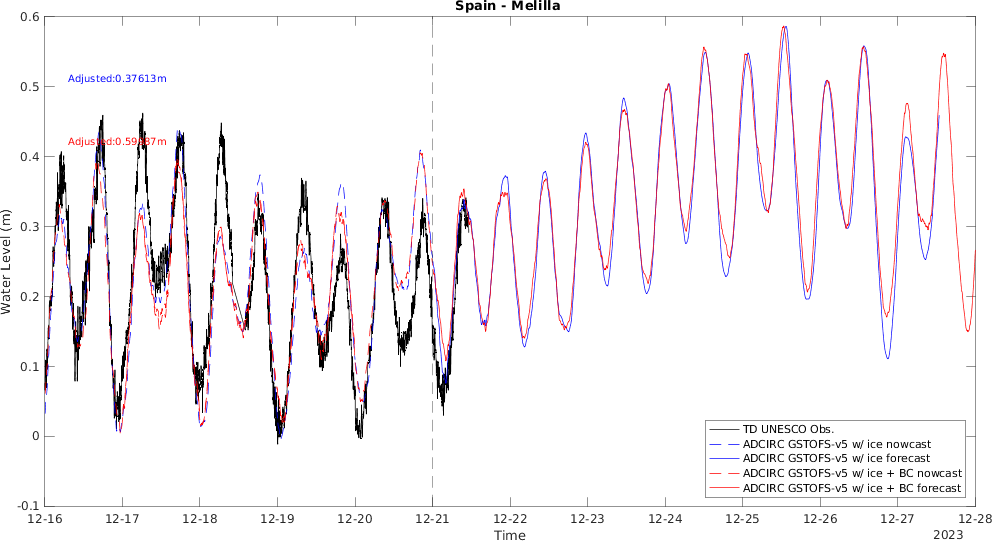 Spain - Melilla
0.6
0.5
0.4
0.3
0.2
0.1
0
-0.1
Water Level (m)
Adjusted:0.37613m
TD UNESCO Obs.
ADCIRC GSTOFS-v5 w/ ice nowcast
ADCIRC GSTOFS-v5 w/ ice forecast
ADCIRC GSTOFS-v5 w/ ice + BC nowcast
ADCIRC GSTOFS-v5 w/ ice + BC forecast
12-16 12-17 12-18 12-19 12-20 12-21 12-22 12-23 12-24 12-25 12-26 12-27 12-28
Time
2023